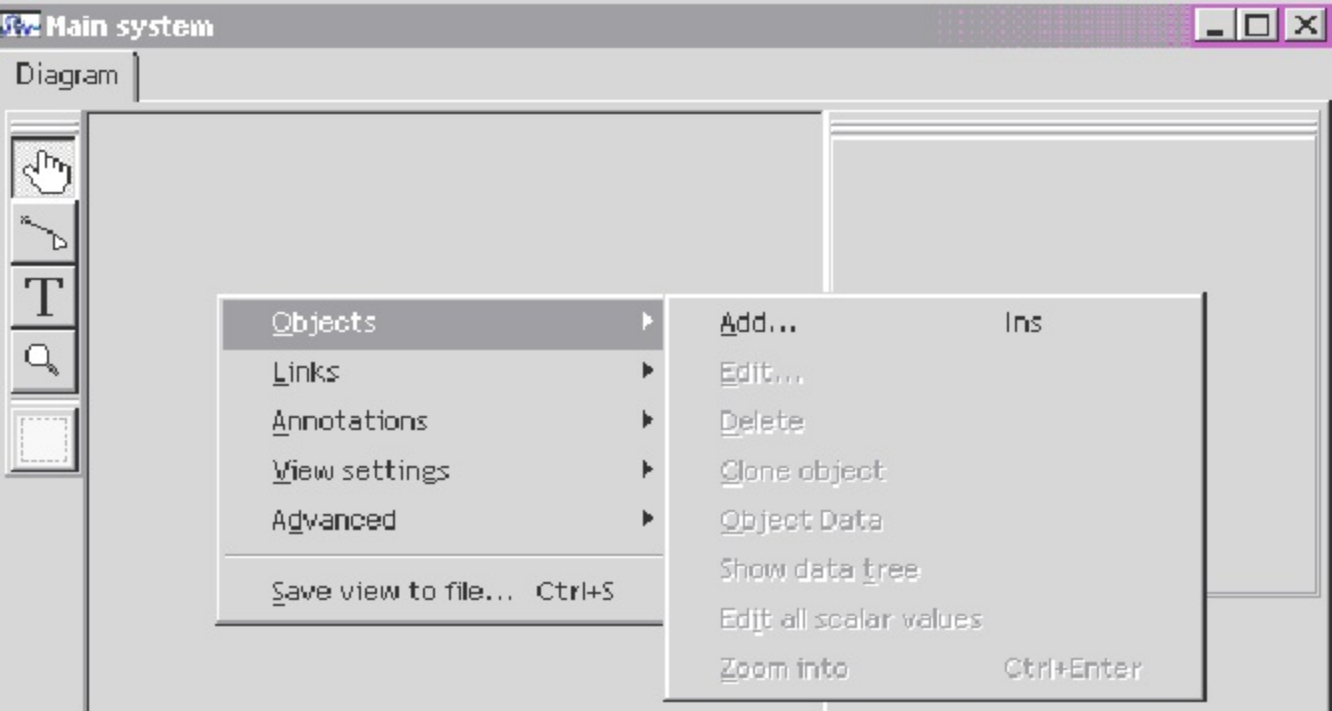 Main system
Diagram
T
Objects
Links
Annotations
View settings
Advanced
Save view to file... Ctrl+S
Add... Ins
Edit...
Delete
Clone object
Object Data
Show data tree
Edit all scalar values
Zoom into Ctrl+Enter